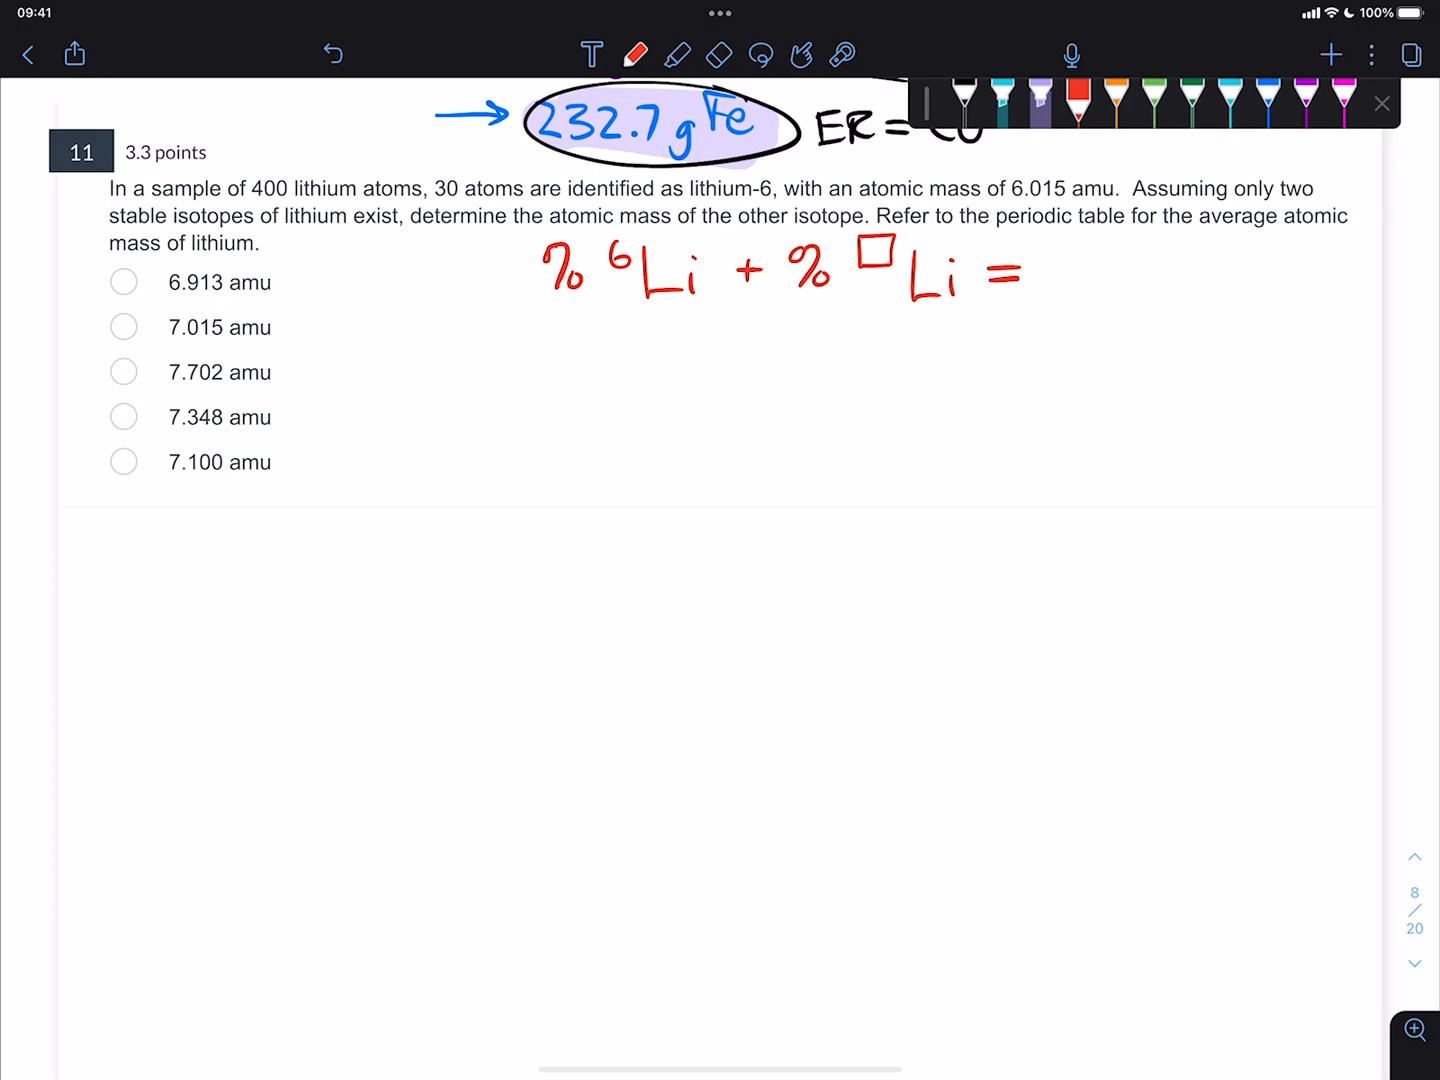 09:41
100%
→ 232.7 g Fe ER =
11 3.3 points
In a sample of 400 lithium atoms, 30 atoms are identified as lithium-6, with an atomic mass of 6.015 amu. Assuming only two
stable isotopes of lithium exist, determine the atomic mass of the other isotope. Refer to the periodic table for the average atomic
mass of lithium.
% ⁶Li + % □Li =
6.913 amu
7.015 amu
7.702 amu
7.348 amu
7.100 amu
8
/
20